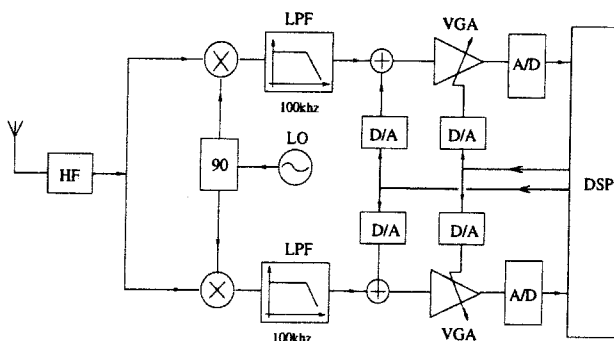 LPF
VGA
A/D
100khz
D/A
D/A
LO
90
HF
DSP
D/A
D/A
LPF
A/D
100khz
VGA